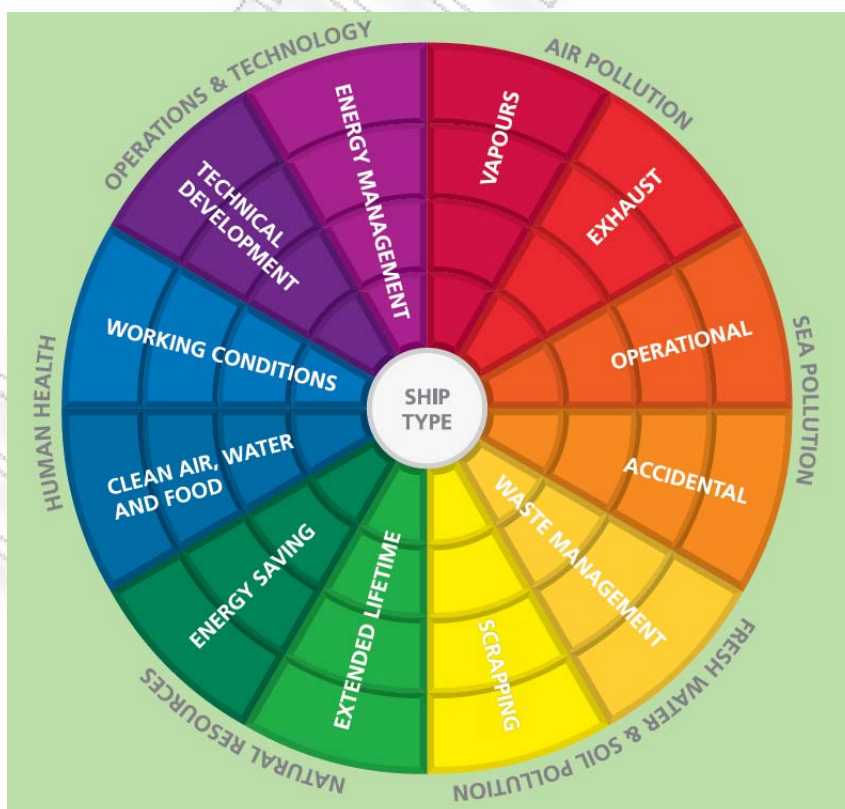 OPERATIONS & TECHNOLOGY
AIR POLLUTION
ENERGY MANAGEMENT
VAPOURS
EXHAUST
TECHNICAL
DEVELOPMENT
WORKING CONDITIONS
OPERATIONAL
SEA POLLUTION
HUMAN HEALTH
SHIP
TYPE
CLEAN AIR, WATER
AND FOOD
ACCIDENTAL
WASTE MANAGEMENT
ENERGY SAVING
EXTENDED LIFETIME
SCRAPPING
NATURAL RESOURCES
FRESH WATER & SOIL POLLUTION